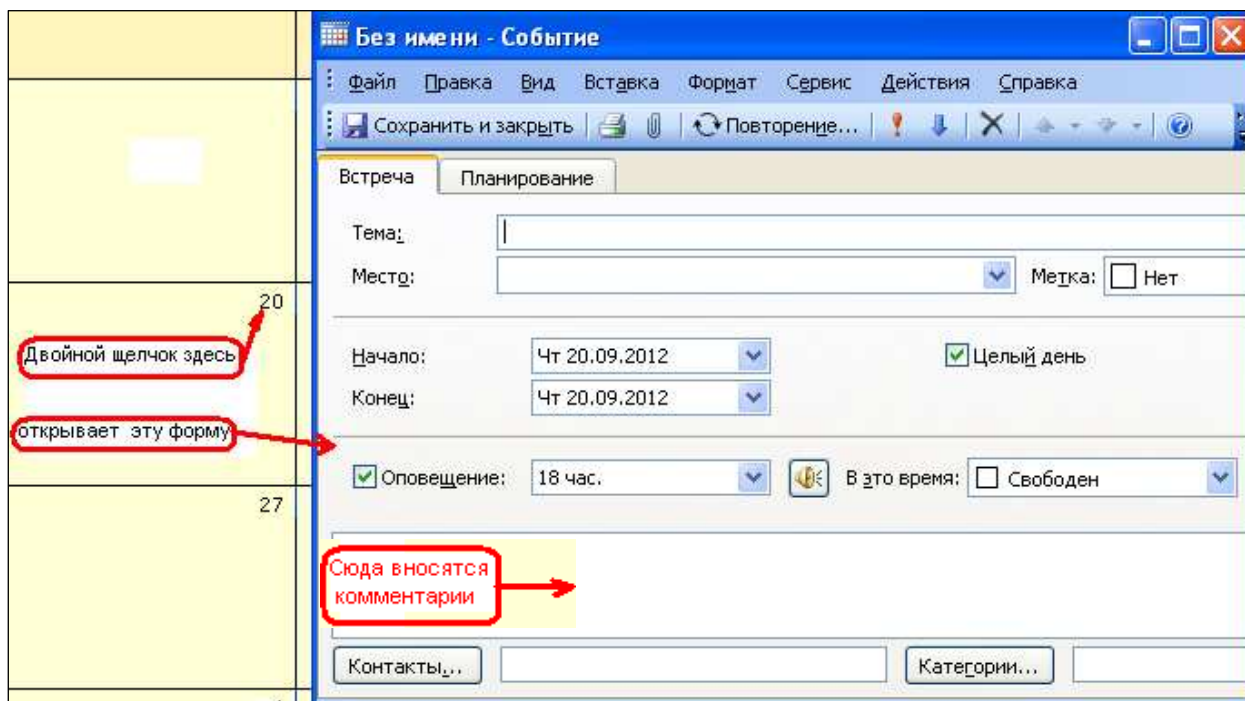 Без имени - Событие
Файл Правка Вид Вставка Формат Сервис Действия Справка
Сохранить и закрыть Повторение...
Встреча Планирование
Тема:
Место: Метка: Нет
20
Двойной щелчок здесь
Начало: Чт 20.09.2012 Целый день
Конец: Чт 20.09.2012
открывает эту форму
Оповещение: 18 час. В это время: Свободен
27
Сюда вносятся
комментарии
Контакты... Категории...